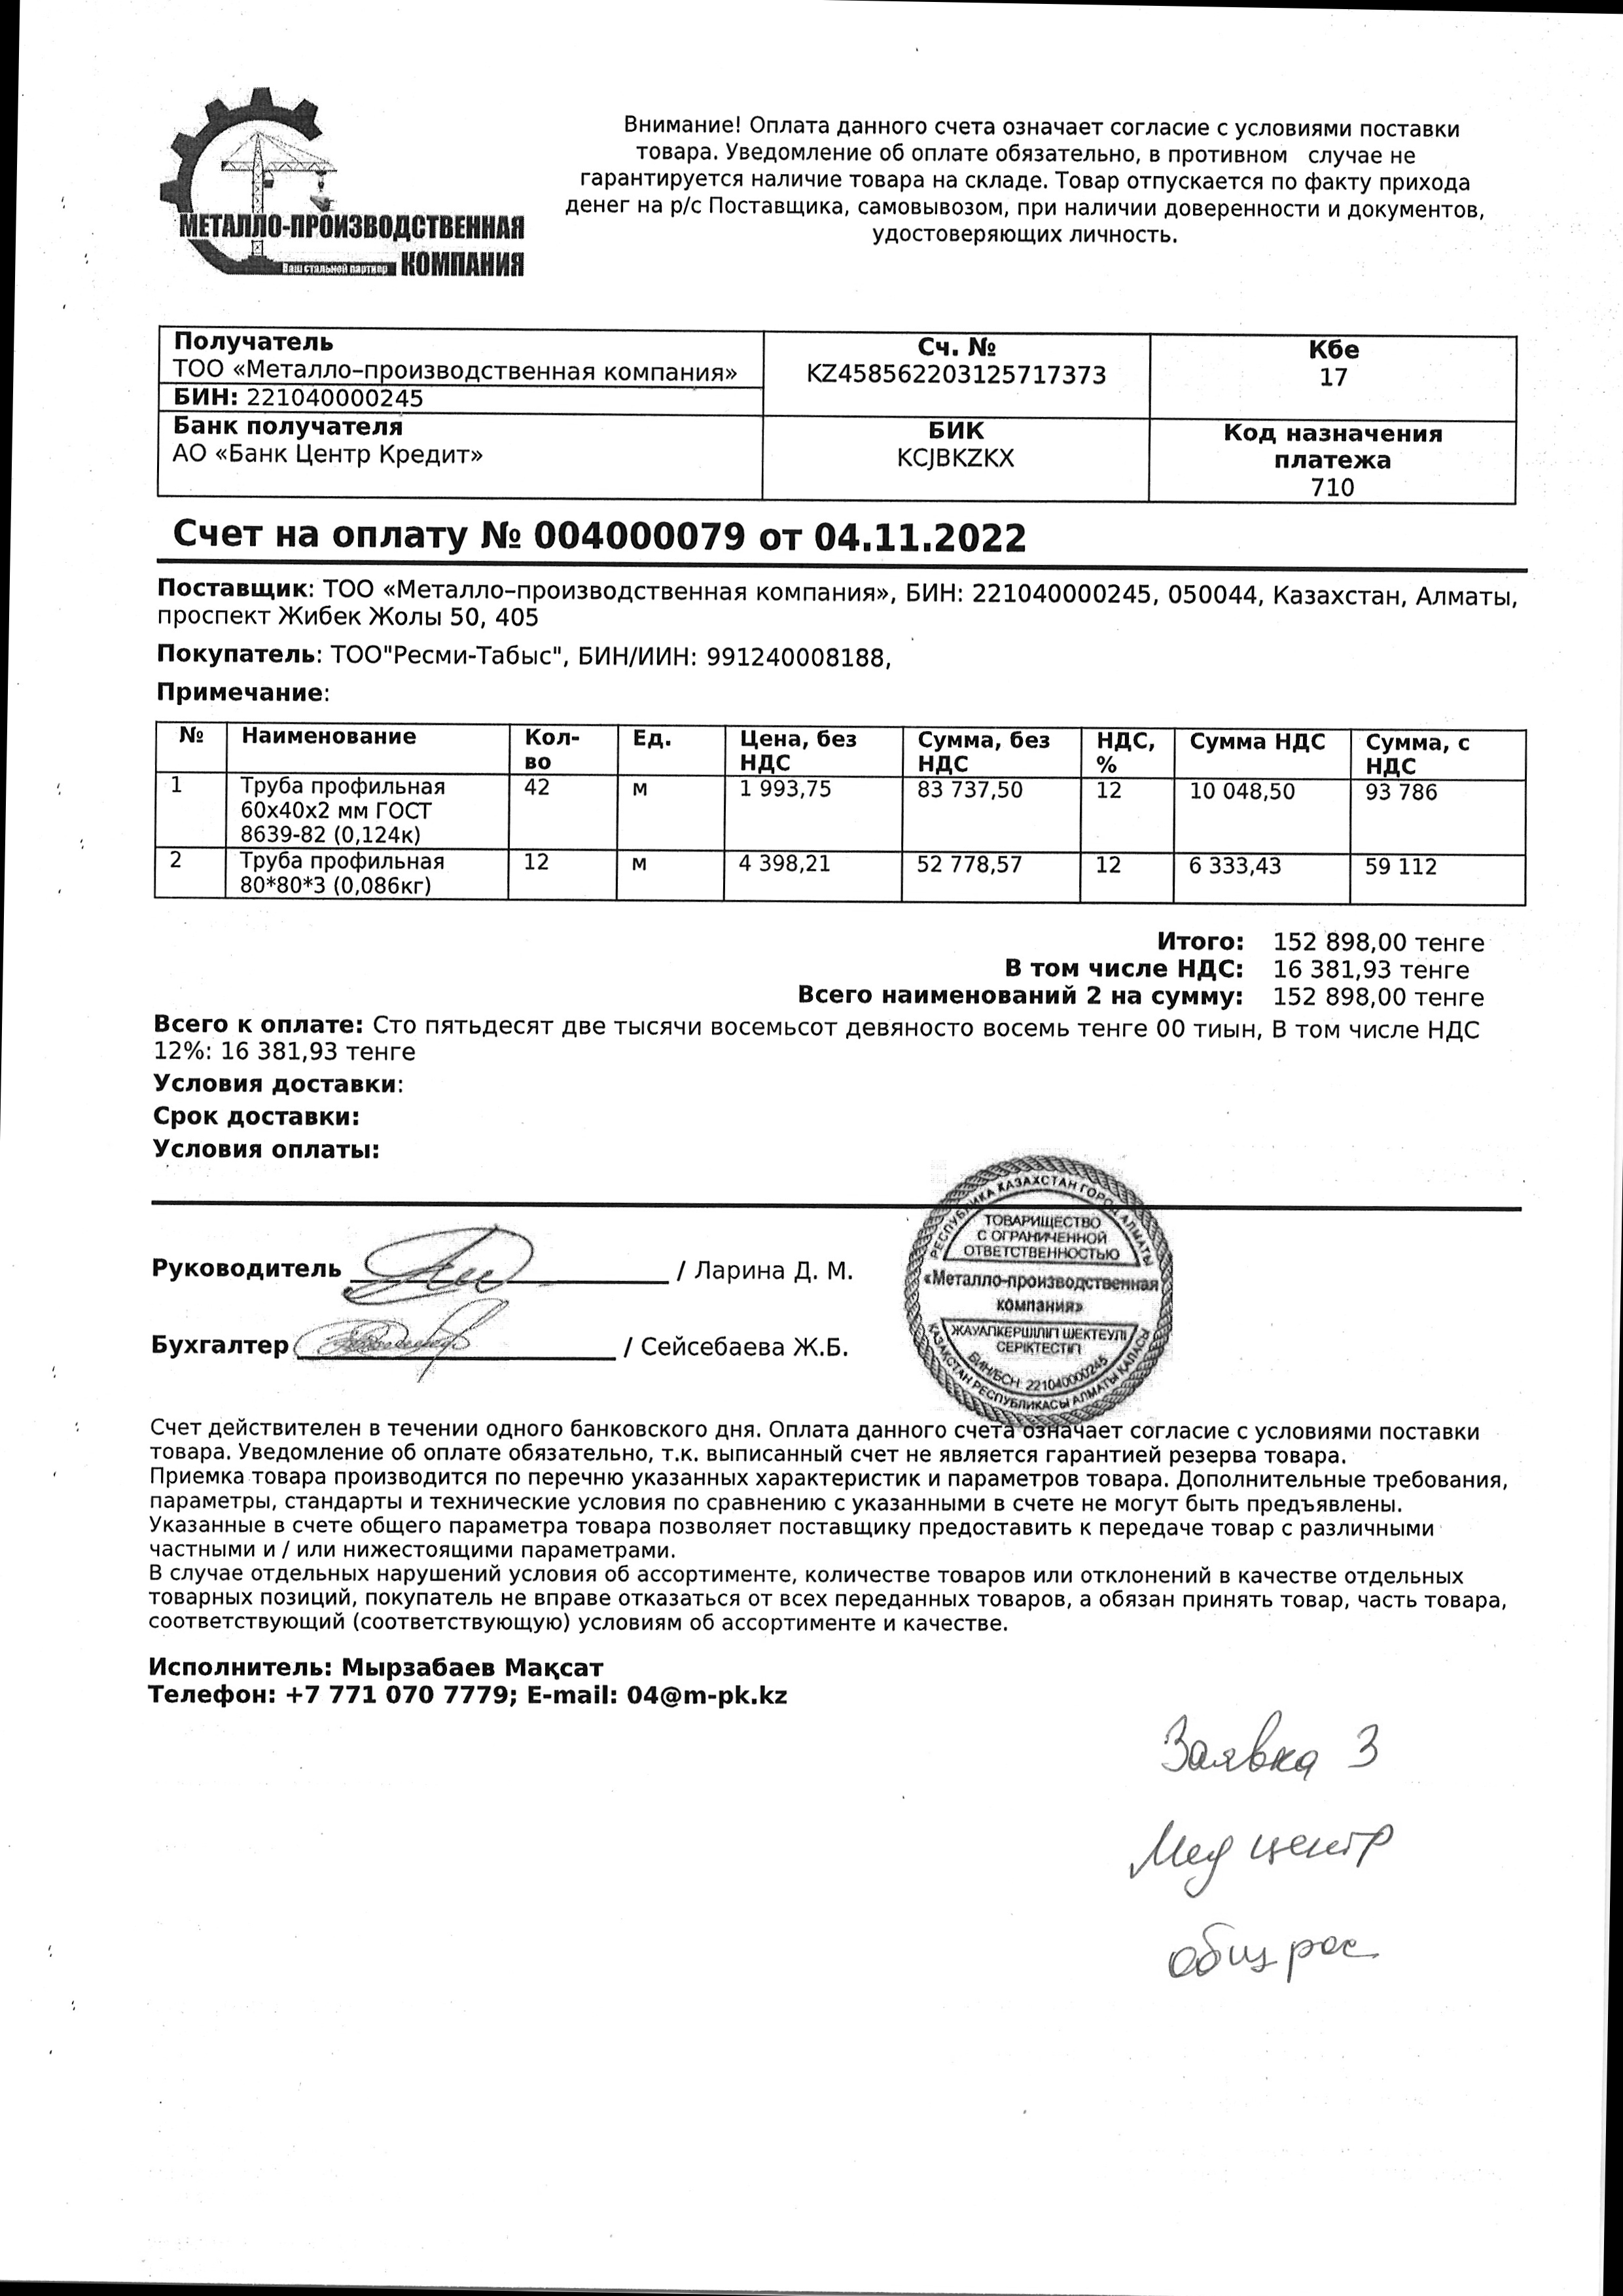 МЕТАЛЛО-ПРОИЗВОДСТВЕННАЯ
Ваш стальной партнер КОМПАНИЯ
Внимание! Оплата данного счета означает согласие с условиями поставки
товара. Уведомление об оплате обязательно, в противном случае не
гарантируется наличие товара на складе. Товар отпускается по факту прихода
денег на р/с Поставщика, самовывозом, при наличии доверенности и документов,
удостоверяющих личность.
Получатель
ТОО «Металло–производственная компания»
БИН: 221040000245
Сч. №
KZ458562203125717373
Кбе
17
Банк получателя
АО «Банк Центр Кредит»
БИК
KCJBKZKX
Код назначения
платежа
710
Счет на оплату № 004000079 от 04.11.2022
Поставщик: ТОО «Металло–производственная компания», БИН: 221040000245, 050044, Казахстан, Алматы,
проспект Жибек Жолы 50, 405
Покупатель: ТОО"Ресми-Табыс", БИН/ИИН: 991240008188,
Примечание:
№ Наименование Кол-во Ед. Цена, без НДС Сумма, без НДС НДС, % Сумма НДС Сумма, с НДС
1 Труба профильная 60х40х2 мм ГОСТ 8639-82 (0,124к) 42 м 1 993,75 83 737,50 12 10 048,50 93 786
2 Труба профильная 80*80*3 (0,086кг) 12 м 4 398,21 52 778,57 12 6 333,43 59 112
Итого: 152 898,00 тенге
В том числе НДС: 16 381,93 тенге
Всего наименований 2 на сумму: 152 898,00 тенге
Всего к оплате: Сто пятьдесят две тысячи восемьсот девяносто восемь тенге 00 тиын, В том числе НДС
12%: 16 381,93 тенге
Условия доставки:
Срок доставки:
Условия оплаты:
Руководитель / Ларина Д. М.
Бухгалтер / Сейсебаева Ж.Б.
РЕСПУБЛИКА КАЗАХСТАН ГОРОД АЛМАТЫ
ТОВАРИЩЕСТВО
С ОГРАНИЧЕННОЙ
ОТВЕТСТВЕННОСТЬЮ
«Металло-производственная
компания»
ЖАУАПКЕРШІЛІГІ ШЕКТЕУЛІ
СЕРІКТЕСТІГІ
БИН/БСН 221040000245
ҚАЗАҚСТАН РЕСПУБЛИКАСЫ АЛМАТЫ ҚАЛАСЫ
Счет действителен в течении одного банковского дня. Оплата данного счета означает согласие с условиями поставки
товара. Уведомление об оплате обязательно, т.к. выписанный счет не является гарантией резерва товара.
Приемка товара производится по перечню указанных характеристик и параметров товара. Дополнительные требования,
параметры, стандарты и технические условия по сравнению с указанными в счете не могут быть предъявлены.
Указанные в счете общего параметра товара позволяет поставщику предоставить к передаче товар с различными
частными и / или нижестоящими параметрами.
В случае отдельных нарушений условия об ассортименте, количестве товаров или отклонений в качестве отдельных
товарных позиций, покупатель не вправе отказаться от всех переданных товаров, а обязан принять товар, часть товара,
соответствующий (соответствующую) условиям об ассортименте и качестве.
Исполнитель: Мырзабаев Мақсат
Телефон: +7 771 070 7779; E-mail: 04@m-pk.kz
Заявка 3
Мед центр
общ рас